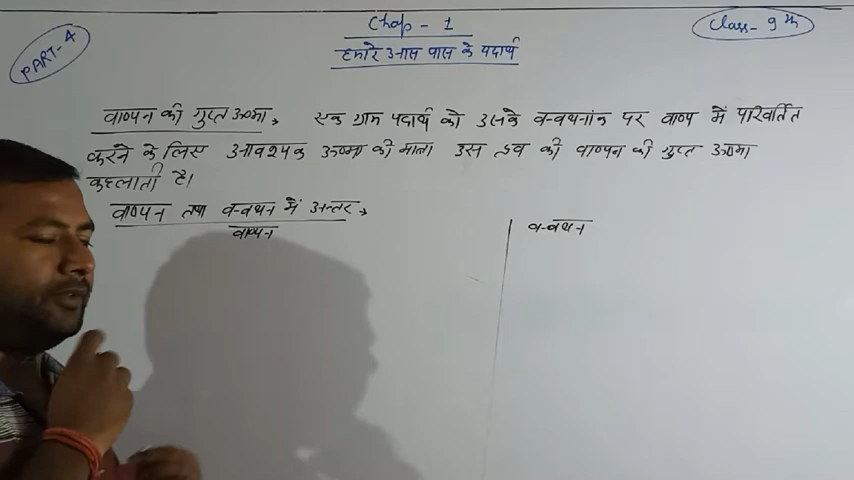 PART-4
Chap - 1
Class- 9th
हमारे आस पास के पदार्थ
वाष्पन की गुप्त ऊष्मा→ एक ग्राम पदार्थ को उसके क्वथनांक पर वाष्प में परिवर्तित
करने के लिए आवश्यक ऊष्मा की मात्रा उस द्रव की वाष्पन की गुप्त ऊष्मा
कहलाती है।
वाष्पन तथा क्वथन में अन्तर→
वाष्पन
क्वथन